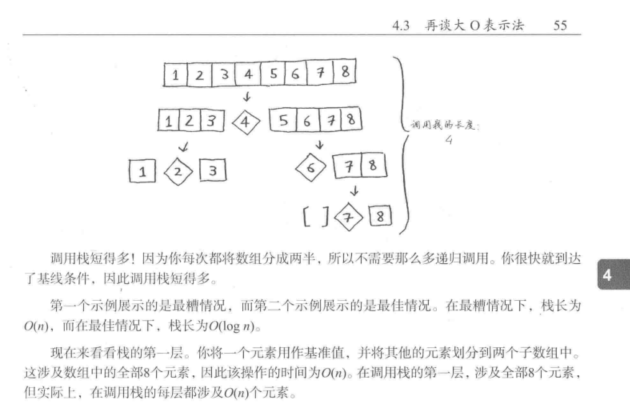 4.3 再谈大 O 表示法 55
1 2 3 4 5 6 7 8
1 2 3 4 5 6 7 8
调用栈的长度:
4
1 2 3 6 7 8
[ ] 7 8
调用栈短得多!因为你每次都将数组分成两半,所以不需要那么多递归调用。你很快就到达
了基线条件,因此调用栈短得多。
4
第一个示例展示的是最糟情况,而第二个示例展示的是最佳情况。在最糟情况下,栈长为
O(n),而在最佳情况下,栈长为O(log n)。
现在来看看栈的第一层。你将一个元素用作基准值,并将其他的元素划分到两个子数组中。
这涉及数组中的全部8个元素,因此该操作的时间为O(n)。在调用栈的第一层,涉及全部8个元素,
但实际上,在调用栈的每层都涉及O(n)个元素。